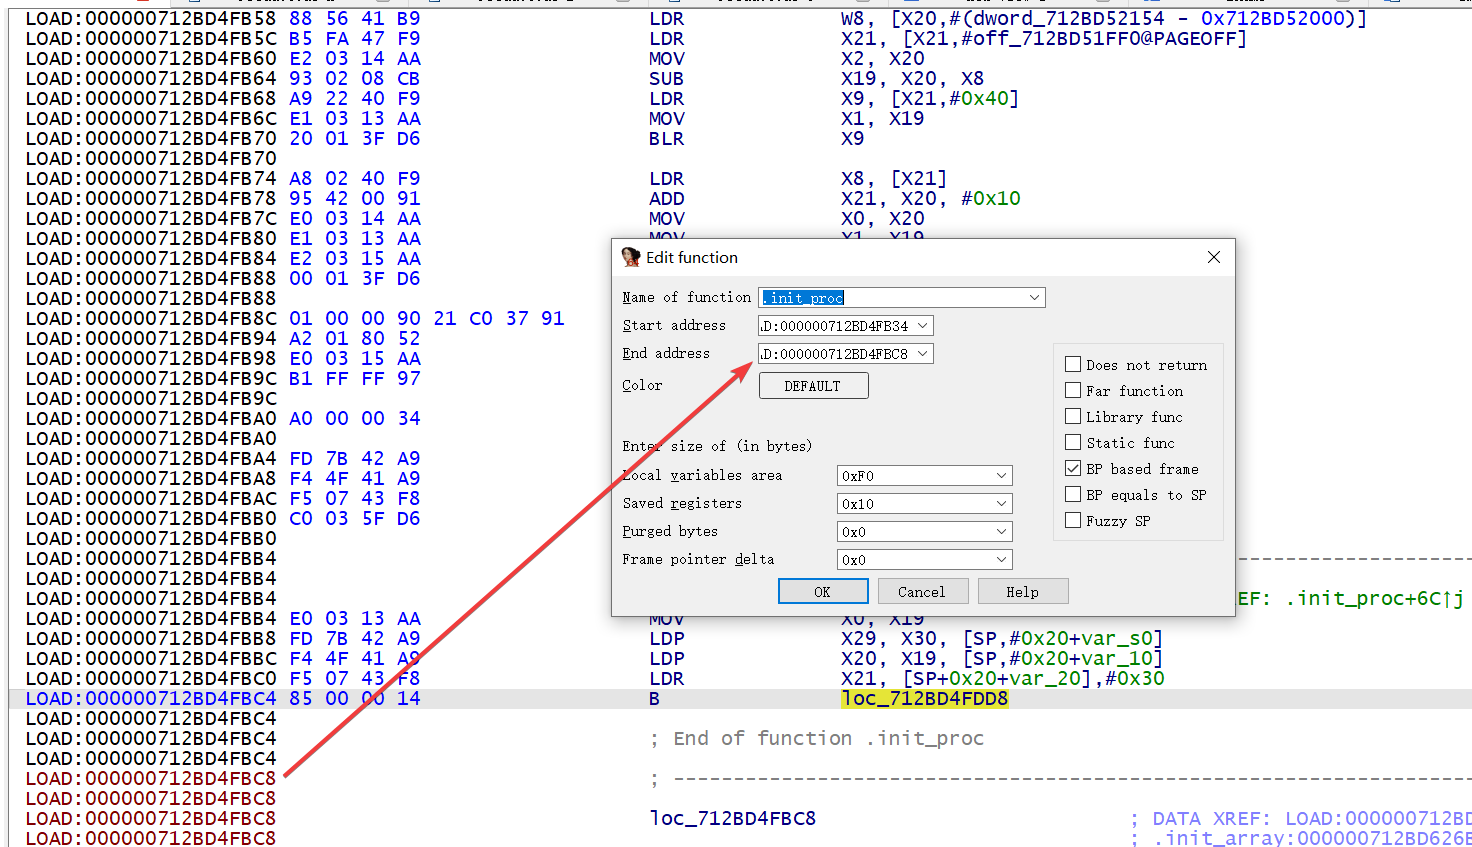 LOAD:000000712BD4FB58 88 56 41 B9 LDR W8, [X20,#(dword_712BD52154 - 0x712BD52000)]
LOAD:000000712BD4FB5C B5 FA 47 F9 LDR X21, [X21,#off_712BD51FF0@PAGEOFF]
LOAD:000000712BD4FB60 E2 03 14 AA MOV X2, X20
LOAD:000000712BD4FB64 93 02 08 CB SUB X19, X20, X8
LOAD:000000712BD4FB68 A9 22 40 F9 LDR X9, [X21,#0x40]
LOAD:000000712BD4FB6C E1 03 13 AA MOV X1, X19
LOAD:000000712BD4FB70 20 01 3F D6 BLR X9
LOAD:000000712BD4FB70
LOAD:000000712BD4FB74 A8 02 40 F9 LDR X8, [X21]
LOAD:000000712BD4FB78 95 42 00 91 ADD X21, X20, #0x10
LOAD:000000712BD4FB7C E0 03 14 AA MOV X0, X20
LOAD:000000712BD4FB80 E1 03 13 AA MOV X1, X19
LOAD:000000712BD4FB84 E2 03 15 AA
LOAD:000000712BD4FB88 00 01 3F D6
LOAD:000000712BD4FB88
LOAD:000000712BD4FB8C 01 00 00 90 21 C0 37 91
LOAD:000000712BD4FB94 A2 01 80 52
LOAD:000000712BD4FB98 E0 03 15 AA
LOAD:000000712BD4FB9C B1 FF FF 97
LOAD:000000712BD4FB9C
LOAD:000000712BD4FBA0 A0 00 00 34
LOAD:000000712BD4FBA0
LOAD:000000712BD4FBA4 FD 7B 42 A9
LOAD:000000712BD4FBA8 F4 4F 41 A9
LOAD:000000712BD4FBAC F5 07 43 F8
LOAD:000000712BD4FBB0 C0 03 5F D6
LOAD:000000712BD4FBB0
LOAD:000000712BD4FBB4
LOAD:000000712BD4FBB4
LOAD:000000712BD4FBB4 EF: .init_proc+6C↑j
LOAD:000000712BD4FBB4 E0 03 13 AA MOV X0, X19
LOAD:000000712BD4FBB8 FD 7B 42 A9 LDP X29, X30, [SP,#0x20+var_s0]
LOAD:000000712BD4FBBC F4 4F 41 A9 LDP X20, X19, [SP,#0x20+var_10]
LOAD:000000712BD4FBC0 F5 07 43 F8 LDR X21, [SP+0x20+var_20],#0x30
LOAD:000000712BD4FBC4 85 00 00 14 B loc_712BD4FDD8
LOAD:000000712BD4FBC4
LOAD:000000712BD4FBC4 ; End of function .init_proc
LOAD:000000712BD4FBC4
LOAD:000000712BD4FBC8 ; ---------------------------------------------------------------------------
LOAD:000000712BD4FBC8
LOAD:000000712BD4FBC8 loc_712BD4FBC8 ; DATA XREF: LOAD:000000712BD
LOAD:000000712BD4FBC8 ; .init_array:000000712BD626E
Edit function
Name of function .init_proc
Start address .D:000000712BD4FB34
End address .D:000000712BD4FBC8
Color DEFAULT
Enter size of (in bytes)
Local variables area 0xF0
Saved registers 0x10
Purged bytes 0x0
Frame pointer delta 0x0
Does not return
Far function
Library func
Static func
BP based frame
BP equals to SP
Fuzzy SP
OK Cancel Help